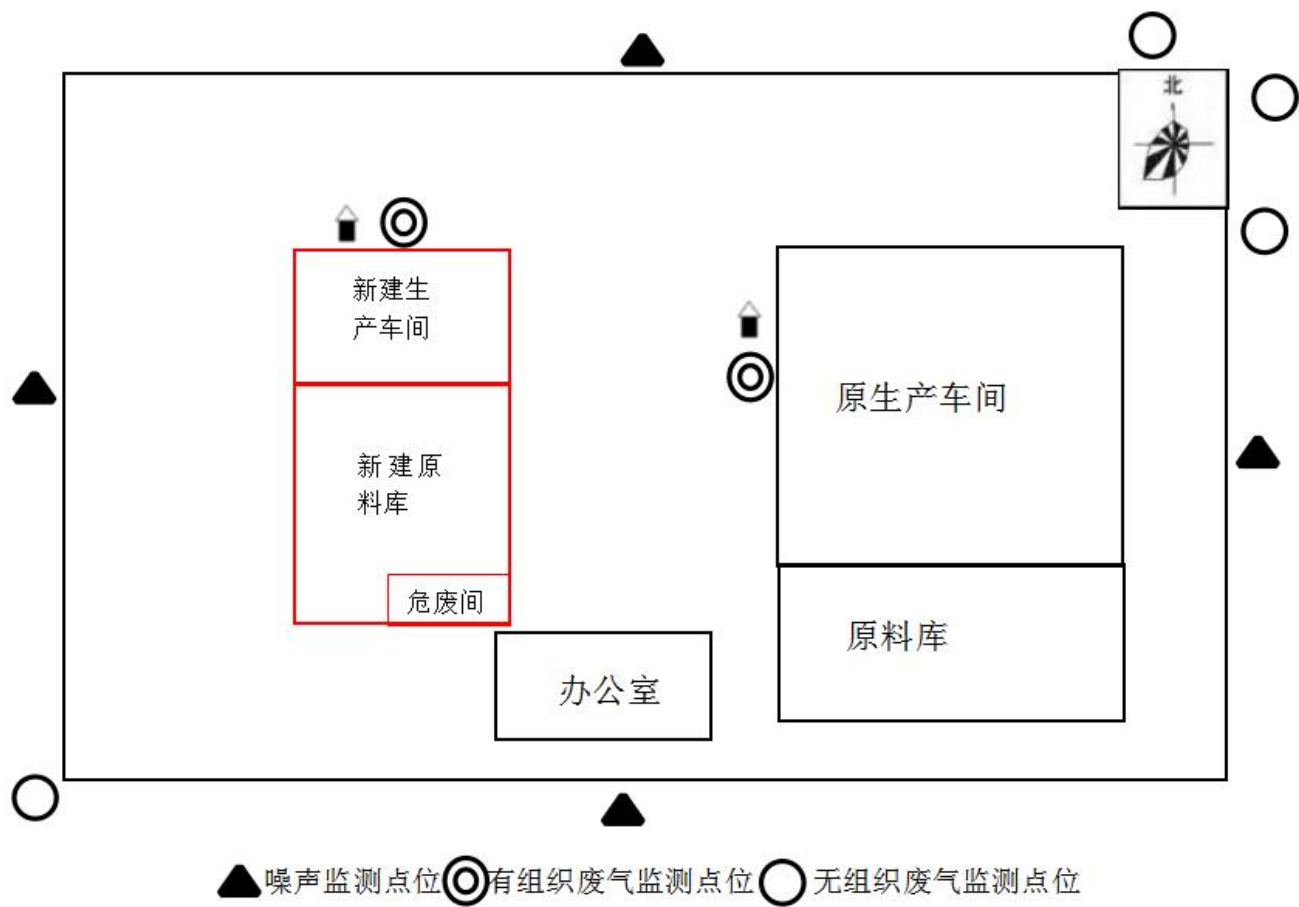 北
新建生
产车间
原生产车间
新建原
料库
危废间
原料库
办公室
噪声监测点位 有组织废气监测点位 无组织废气监测点位